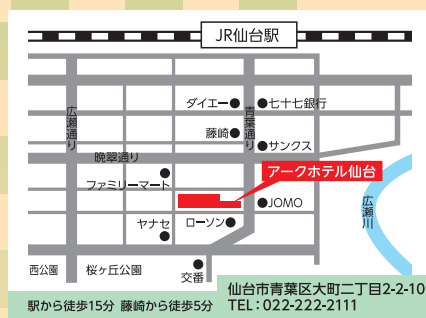 JR仙台駅
ダイエー
七十七銀行
広瀬通り
青葉通り
藤崎
サンクス
晩翠通り
アークホテル仙台
ファミリーマート
JOMO
広瀬川
ヤナセ
ローソン
西公園
桜ヶ丘公園
交番
駅から徒歩15分 藤崎から徒歩5分
仙台市青葉区大町二丁目2-2-10
TEL:022-222-2111